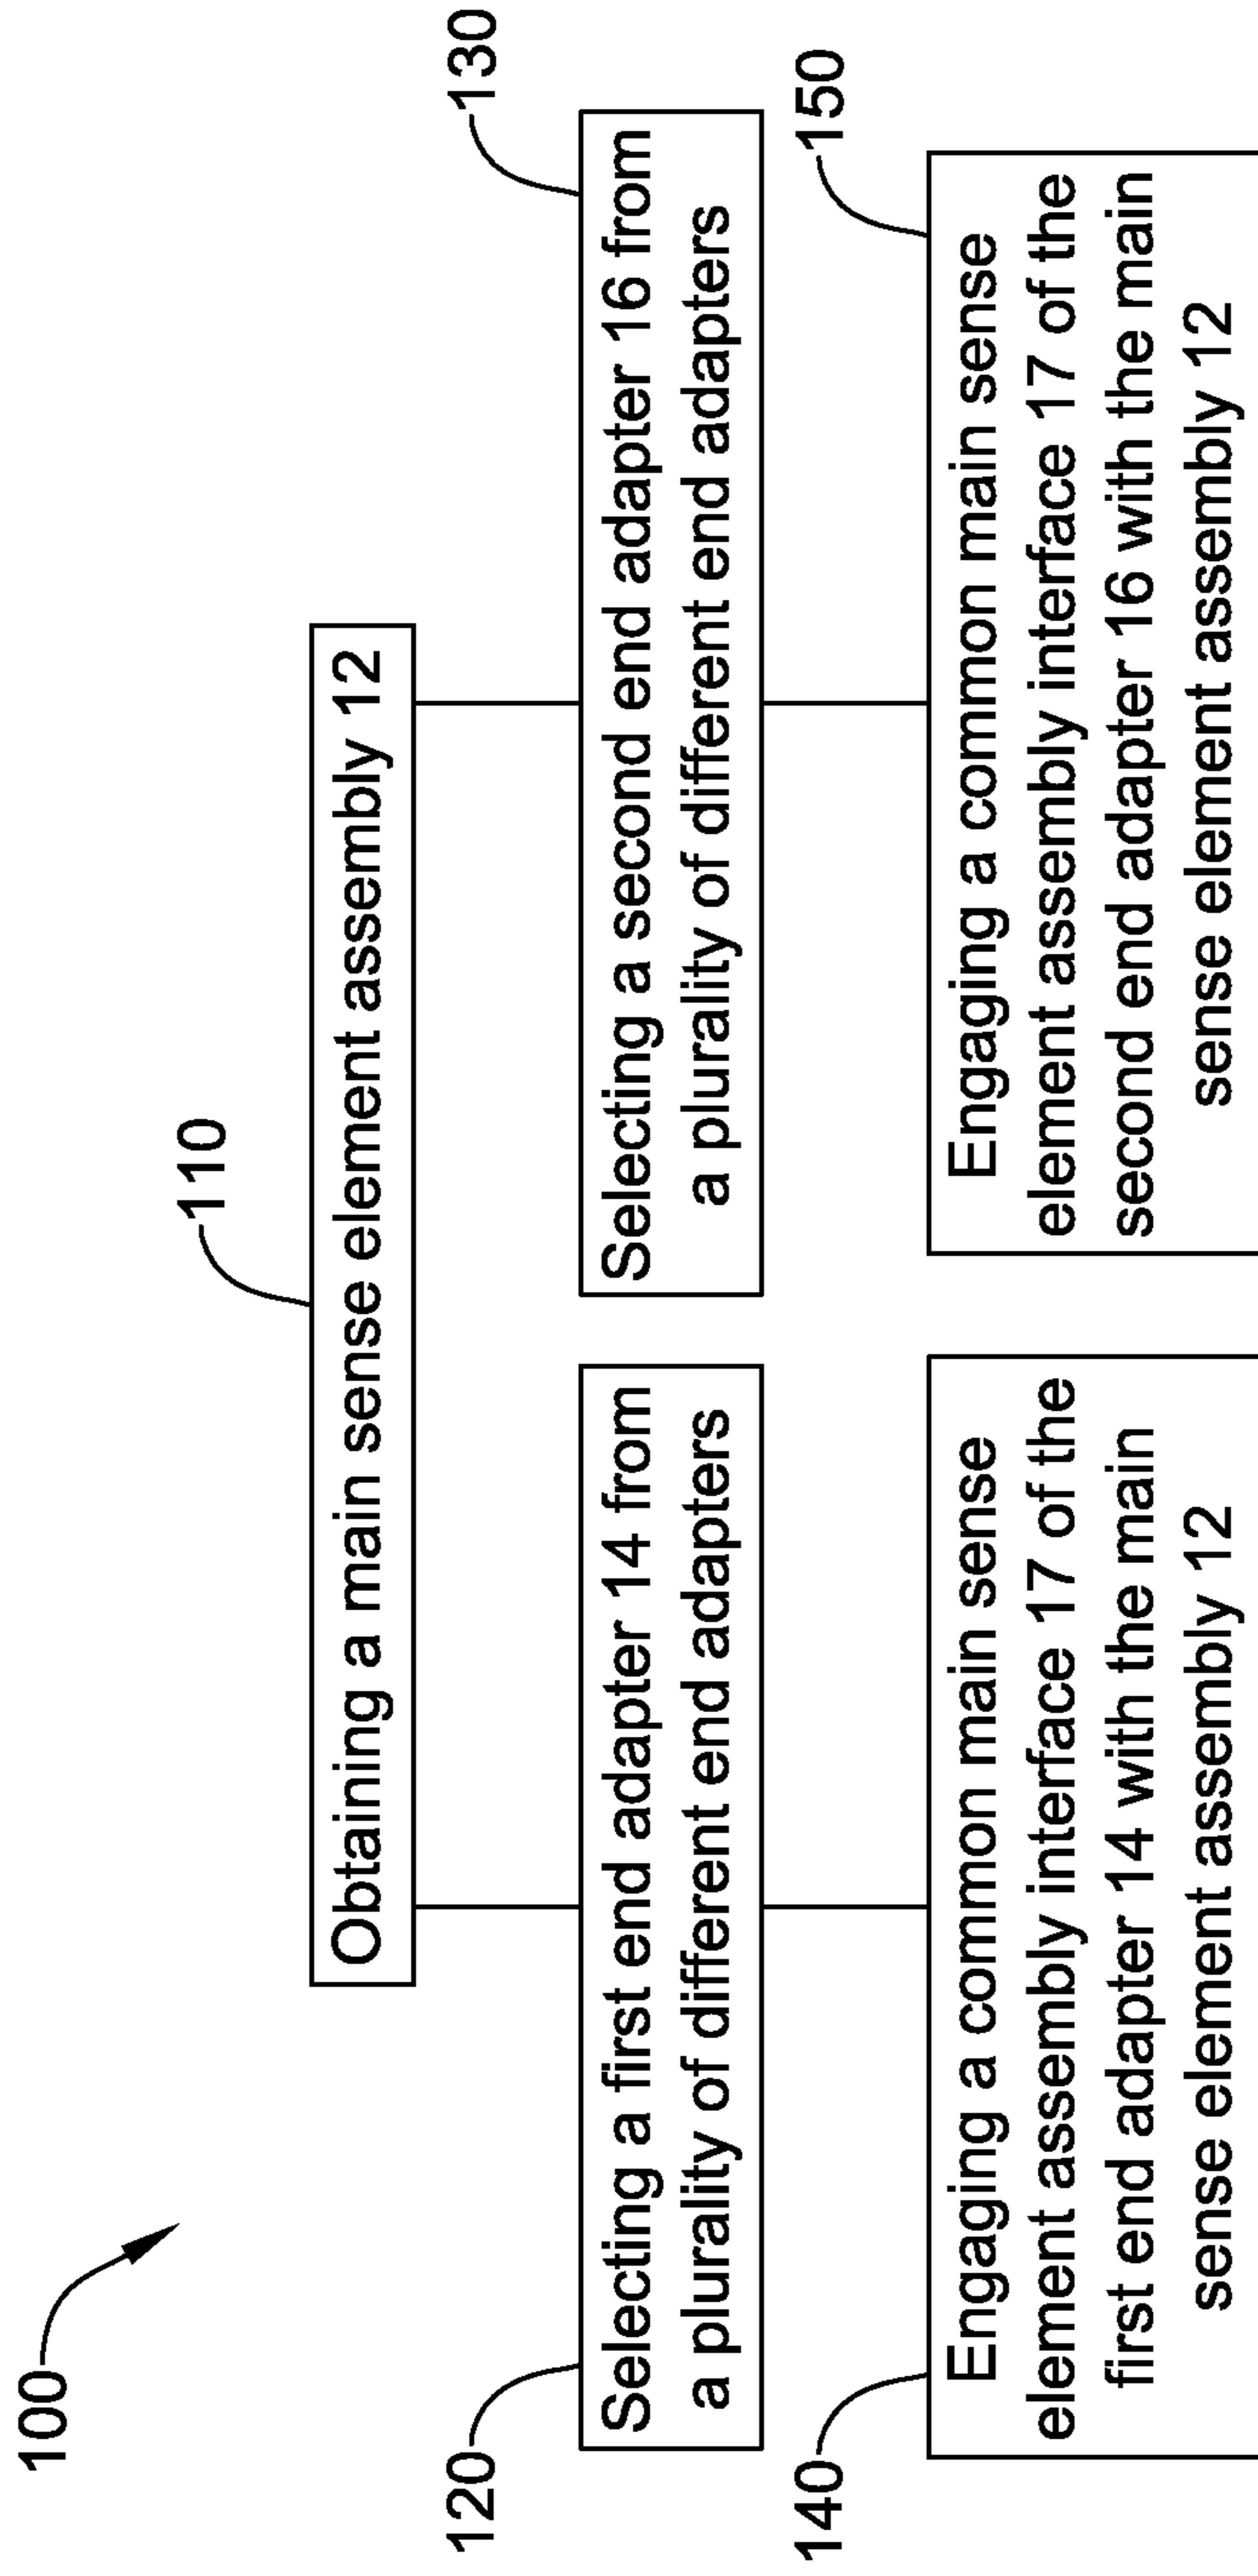 100
110
Obtaining a main sense element assembly 12
120
Selecting a first end adapter 14 from
a plurality of different end adapters
130
Selecting a second end adapter 16 from
a plurality of different end adapters
140
Engaging a common main sense
element assembly interface 17 of the
first end adapter 14 with the main
sense element assembly 12
150
Engaging a common main sense
element assembly interface 17 of the
second end adapter 16 with the main
sense element assembly 12